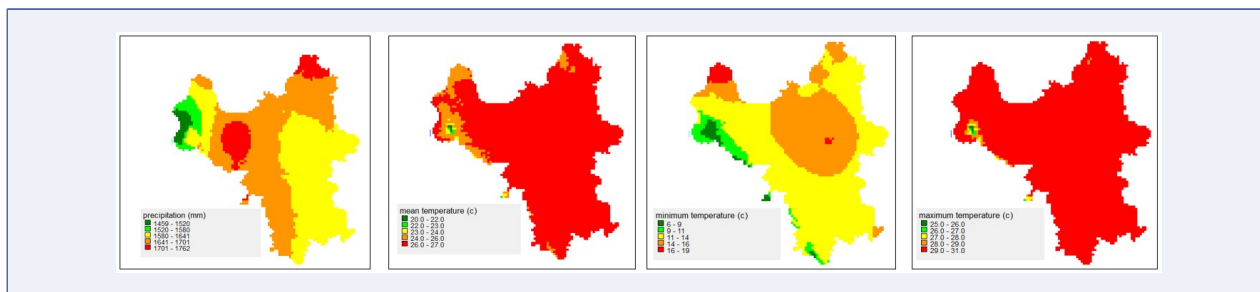 precipitation (mm)
1459 - 1520
1520 - 1580
1580 - 1641
1641 - 1701
1701 - 1762
mean temperature (c)
20.0 - 22.0
22.0 - 23.0
23.0 - 24.0
24.0 - 26.0
26.0 - 27.0
minimum temperature (c)
6 - 9
9 - 11
11 - 14
14 - 16
16 - 19
maximum temperature (c)
25.0 - 26.0
26.0 - 27.0
27.0 - 28.0
28.0 - 29.0
29.0 - 31.0